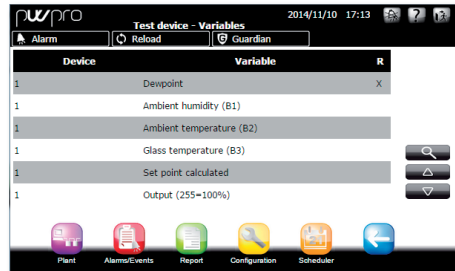 pwpro
Test device - Variables
2014/11/10 17:13
Alarm Reload Guardian
Device Variable R
1 Dewpoint X
1 Ambient humidity (B1)
1 Ambient temperature (B2)
1 Glass temperature (B3)
1 Set point calculated
1 Output (255=100%)
Plant Alarms/Events Report Configuration Scheduler